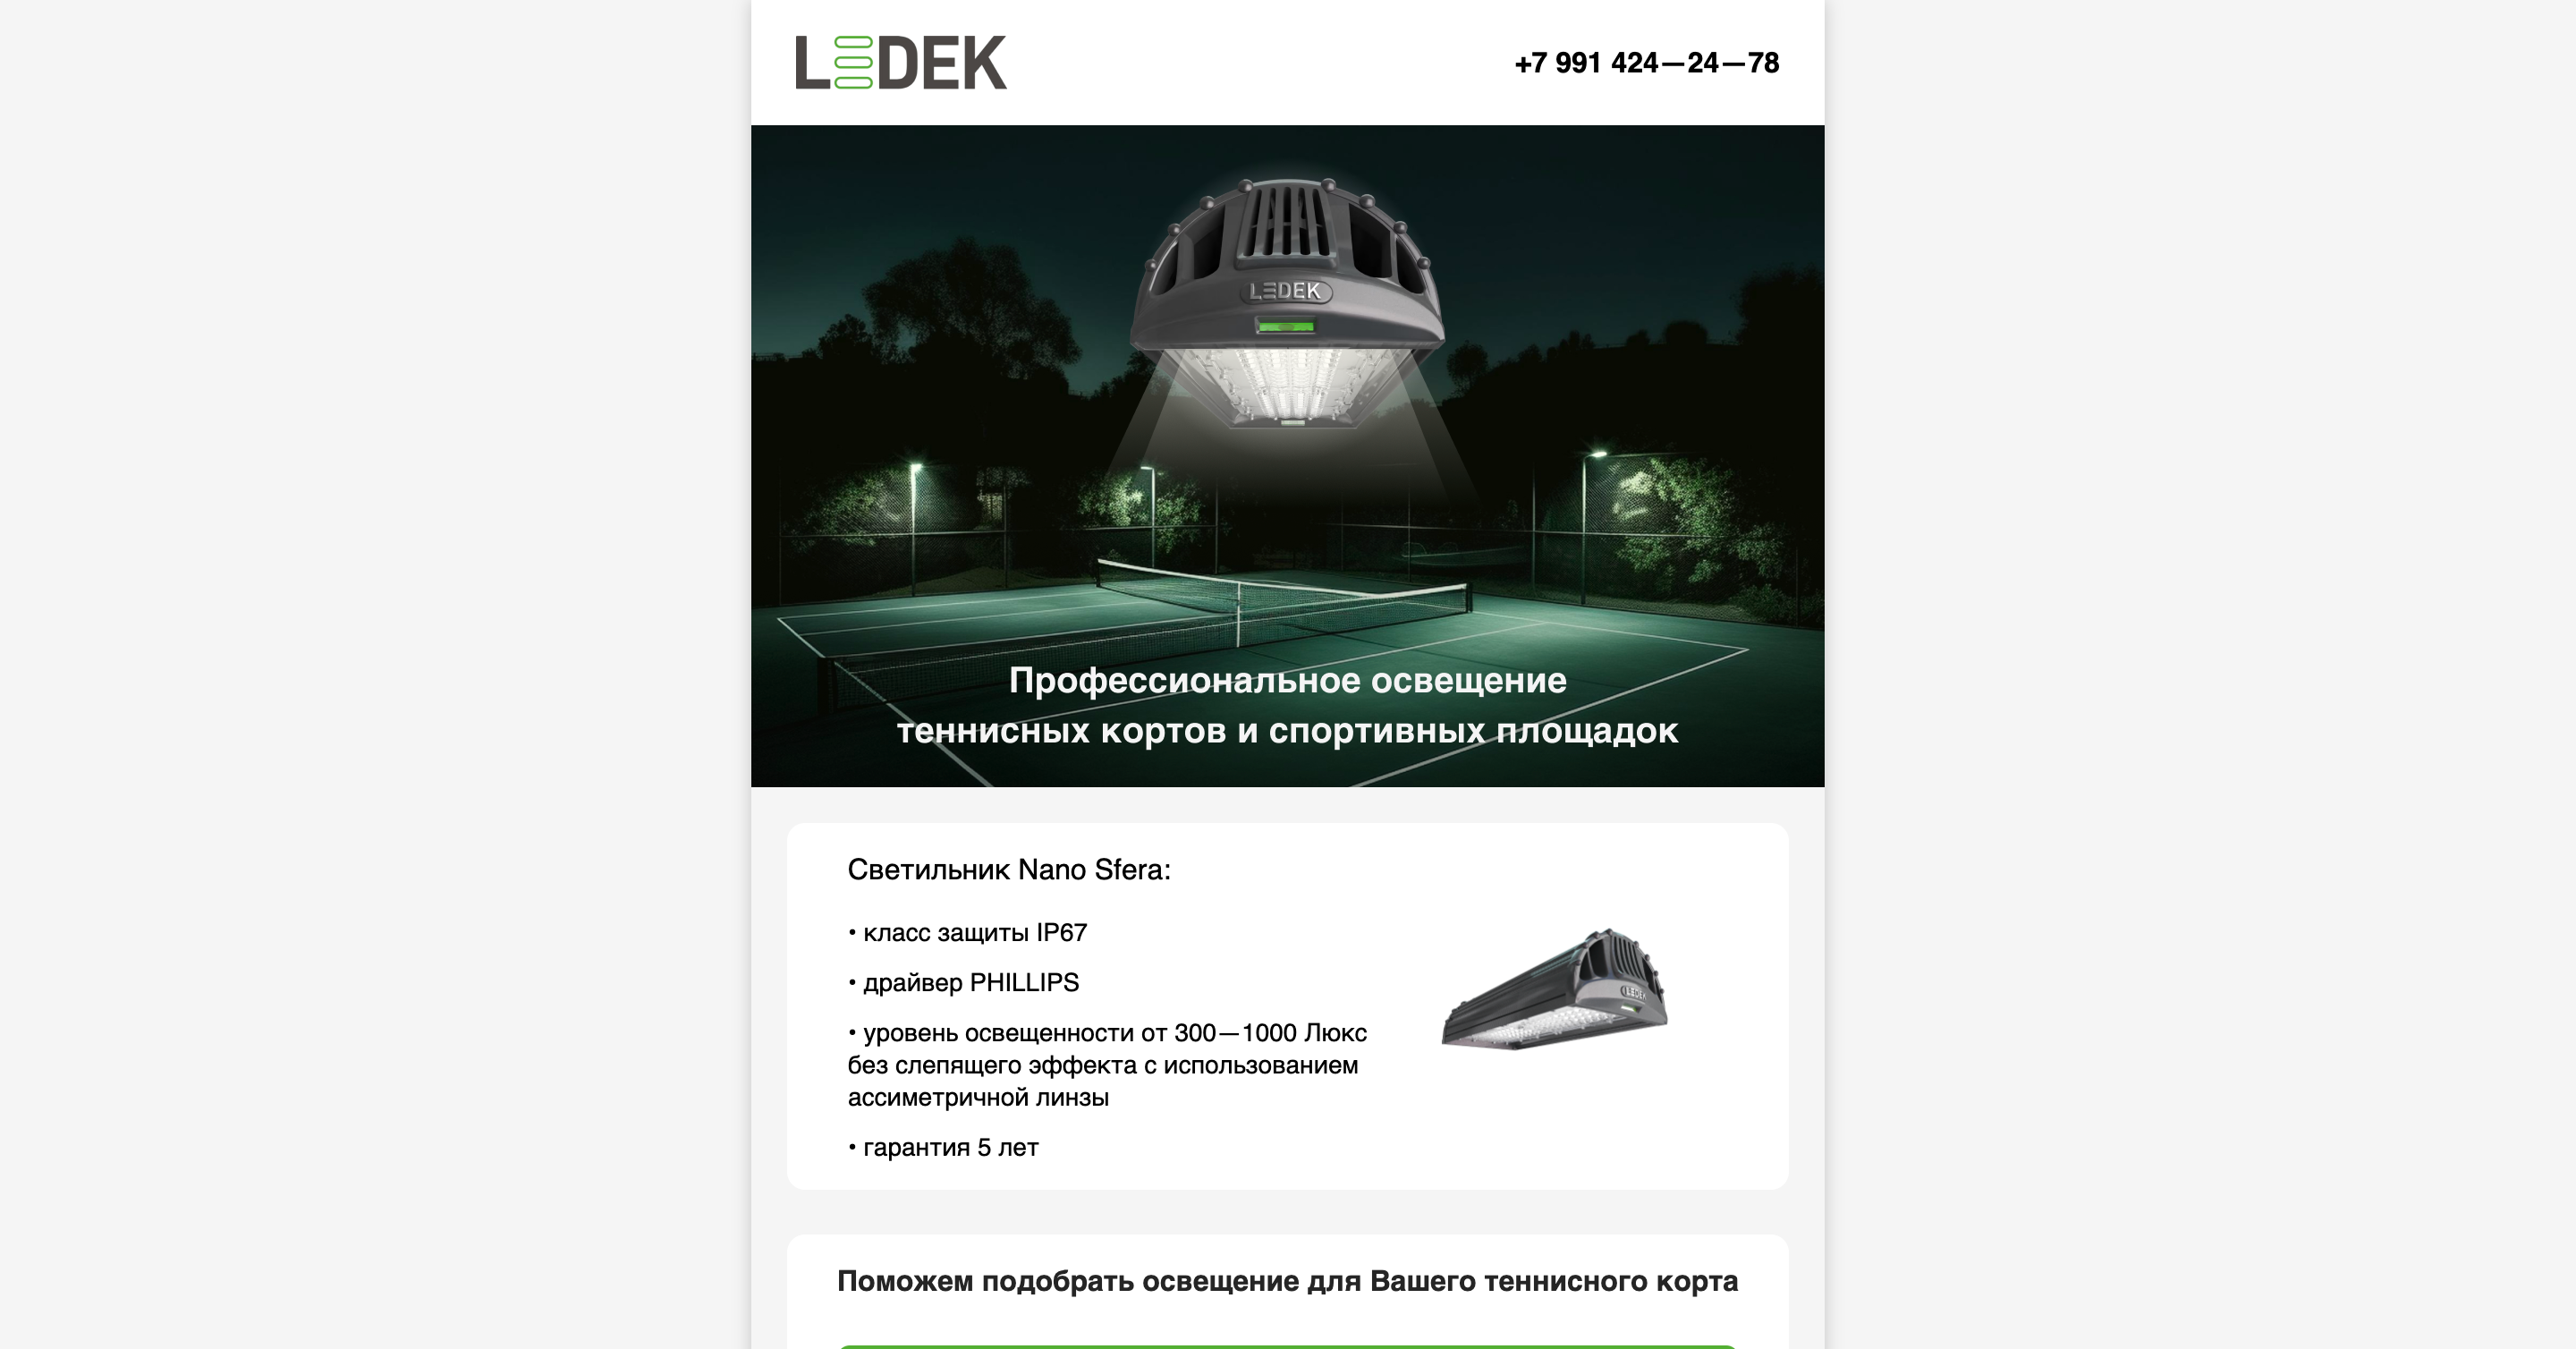 LEDEK
+7 991 424—24—78
LEDEK
Профессиональное освещение
теннисных кортов и спортивных площадок
Светильник Nano Sfera:
• класс защиты IP67
• драйвер PHILLIPS
• уровень освещенности от 300—1000 Люкс
без слепящего эффекта с использованием
ассиметричной линзы
LEDEK
• гарантия 5 лет
Поможем подобрать освещение для Вашего теннисного корта